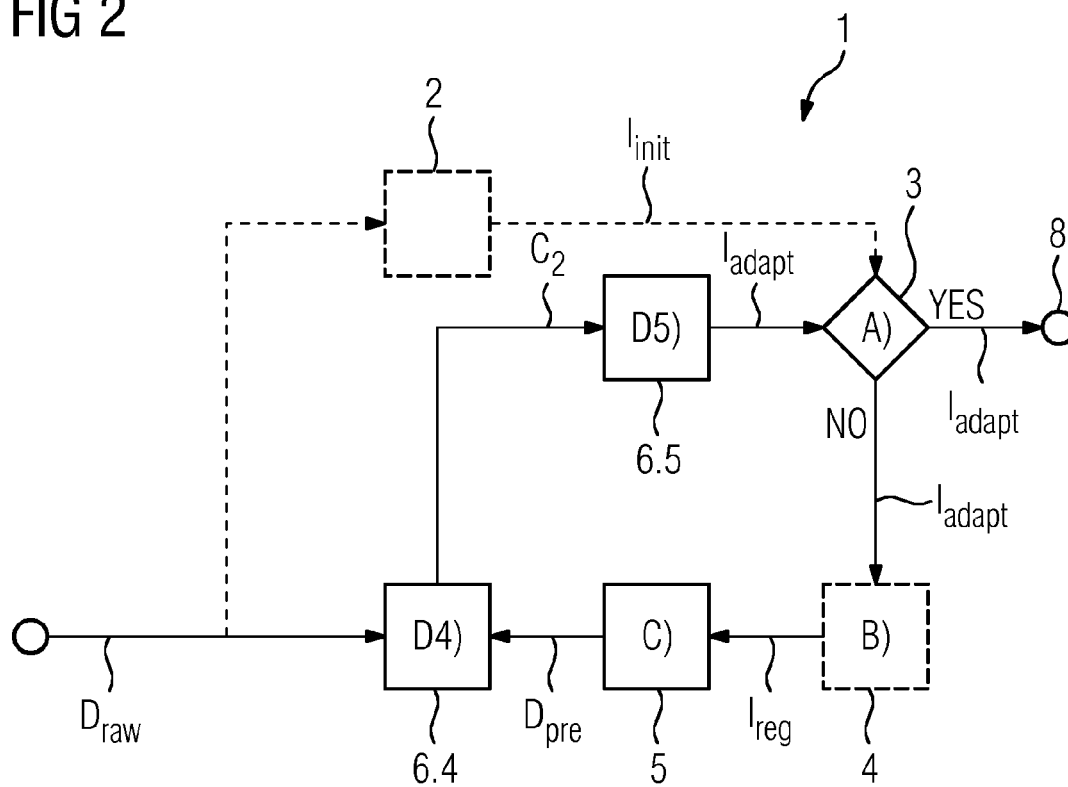 FIG 2
1
2
I_init
3
C_2
I_adapt
8
D5)
A)
YES
I_adapt
NO
6.5
I_adapt
D4)
C)
B)
D_raw
D_pre
I_reg
6.4
5
4